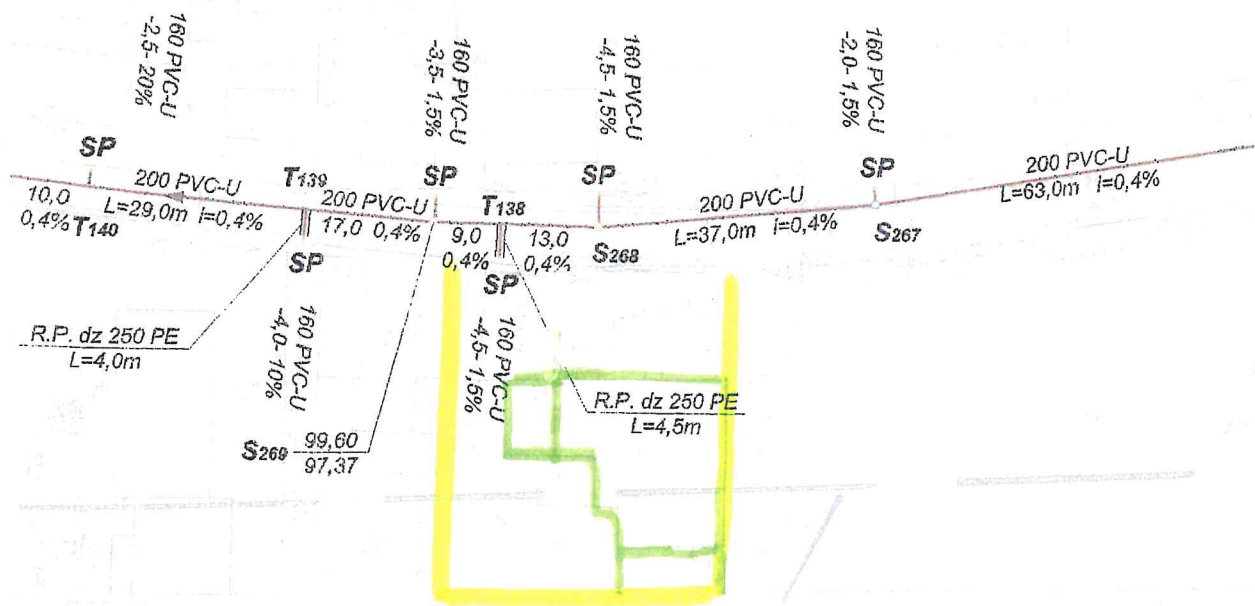 160 PVC-U
-2,5- 20%
160 PVC-U
-3,5- 1,5%
160 PVC-U
-4,5- 1,5%
160 PVC-U
-2,0- 1,5%
SP
SP
SP
SP
200 PVC-U
L=63,0m i=0,4%
200 PVC-U
L=37,0m i=0,4%
S267
S268
T138
13,0
0,4%
9,0
0,4%
SP
T139
200 PVC-U
17,0 0,4%
SP
200 PVC-U
L=29,0m i=0,4%
10,0
0,4% T140
R.P. dz 250 PE
L=4,0m
160 PVC-U
-4,0- 10%
160 PVC-U
-4,5- 1,5%
R.P. dz 250 PE
L=4,5m
S269 99,60
97,37